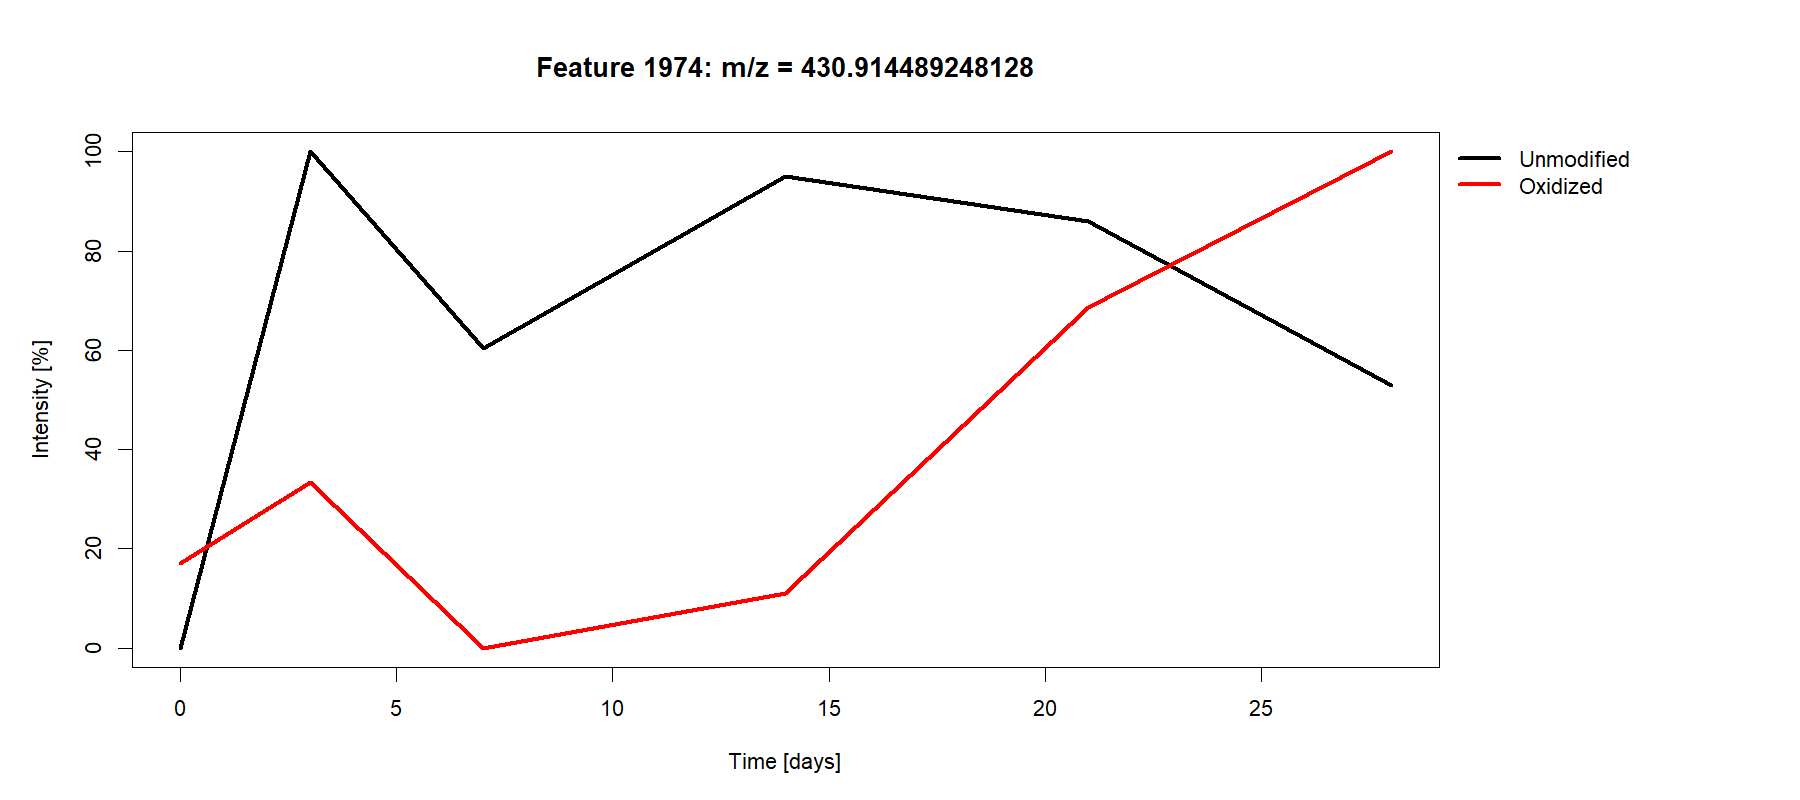 Feature 1974: m/z = 430.914489248128
Unmodified
Oxidized
Intensity [%]
100
80
60
40
20
0
0 5 10 15 20 25
Time [days]